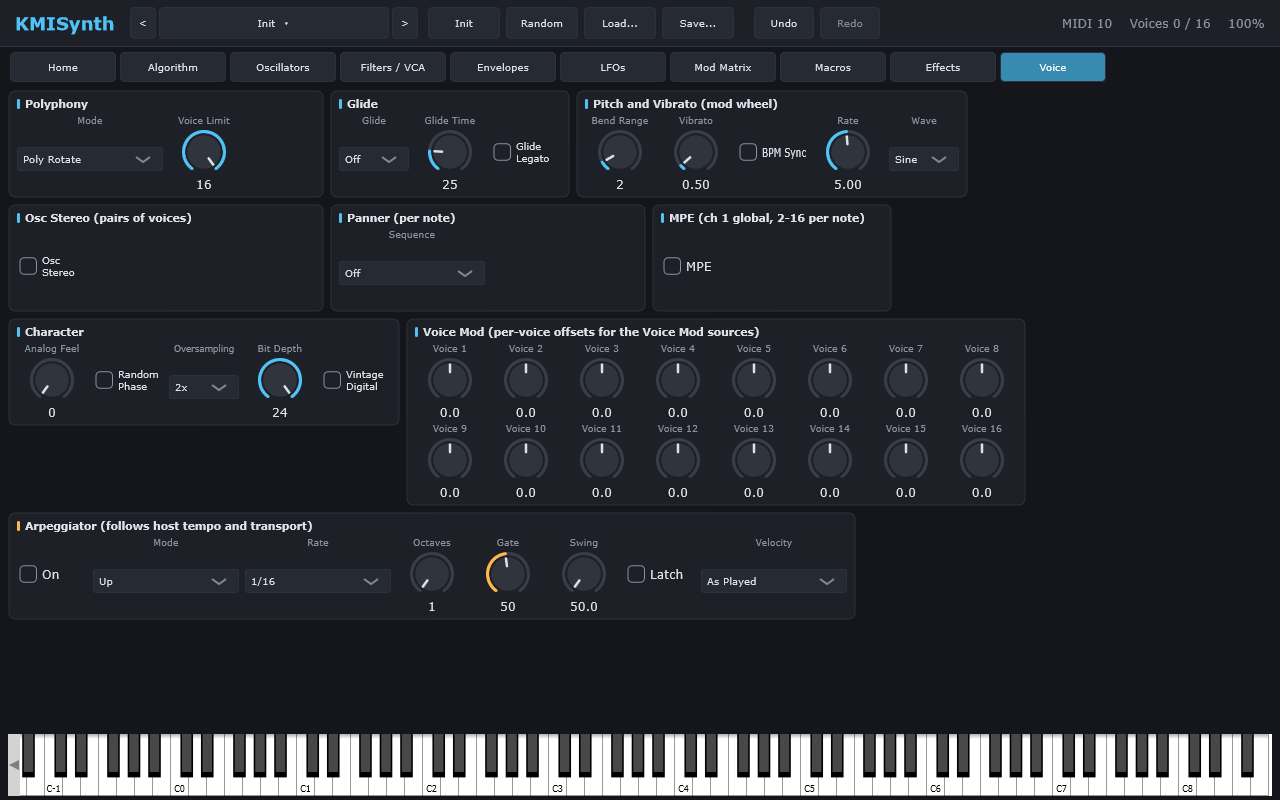 KMISynth < Init > Init Random Load... Save... Undo Redo MIDI 10 Voices 0 / 16 100%
Home Algorithm Oscillators Filters / VCA Envelopes LFOs Mod Matrix Macros Effects Voice
Polyphony
Mode Voice Limit
Poly Rotate
16
Glide
Glide Glide Time
Off
Glide
Legato
25
Pitch and Vibrato (mod wheel)
Bend Range Vibrato Rate Wave
BPM Sync
Sine
2 0.50 5.00
Osc Stereo (pairs of voices)
Osc
Stereo
Panner (per note)
Sequence
Off
MPE (ch 1 global, 2-16 per note)
MPE
Character
Analog Feel Oversampling Bit Depth
Random
Phase
2x
Vintage
Digital
0 24
Voice Mod (per-voice offsets for the Voice Mod sources)
Voice 1 Voice 2 Voice 3 Voice 4 Voice 5 Voice 6 Voice 7 Voice 8
0.0 0.0 0.0 0.0 0.0 0.0 0.0 0.0
Voice 9 Voice 10 Voice 11 Voice 12 Voice 13 Voice 14 Voice 15 Voice 16
0.0 0.0 0.0 0.0 0.0 0.0 0.0 0.0
Arpeggiator (follows host tempo and transport)
Mode Rate Octaves Gate Swing Velocity
On Up 1/16 Latch As Played
1 50 50.0
C-1 C0 C1 C2 C3 C4 C5 C6 C7 C8